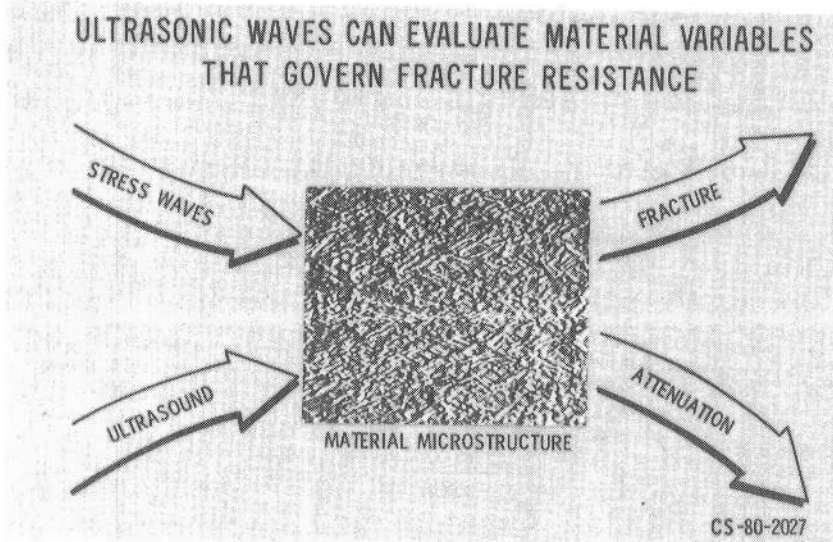 ULTRASONIC WAVES CAN EVALUATE MATERIAL VARIABLES
THAT GOVERN FRACTURE RESISTANCE
STRESS WAVES
FRACTURE
ULTRASOUND
ATTENUATION
MATERIAL MICROSTRUCTURE
CS-80-2027